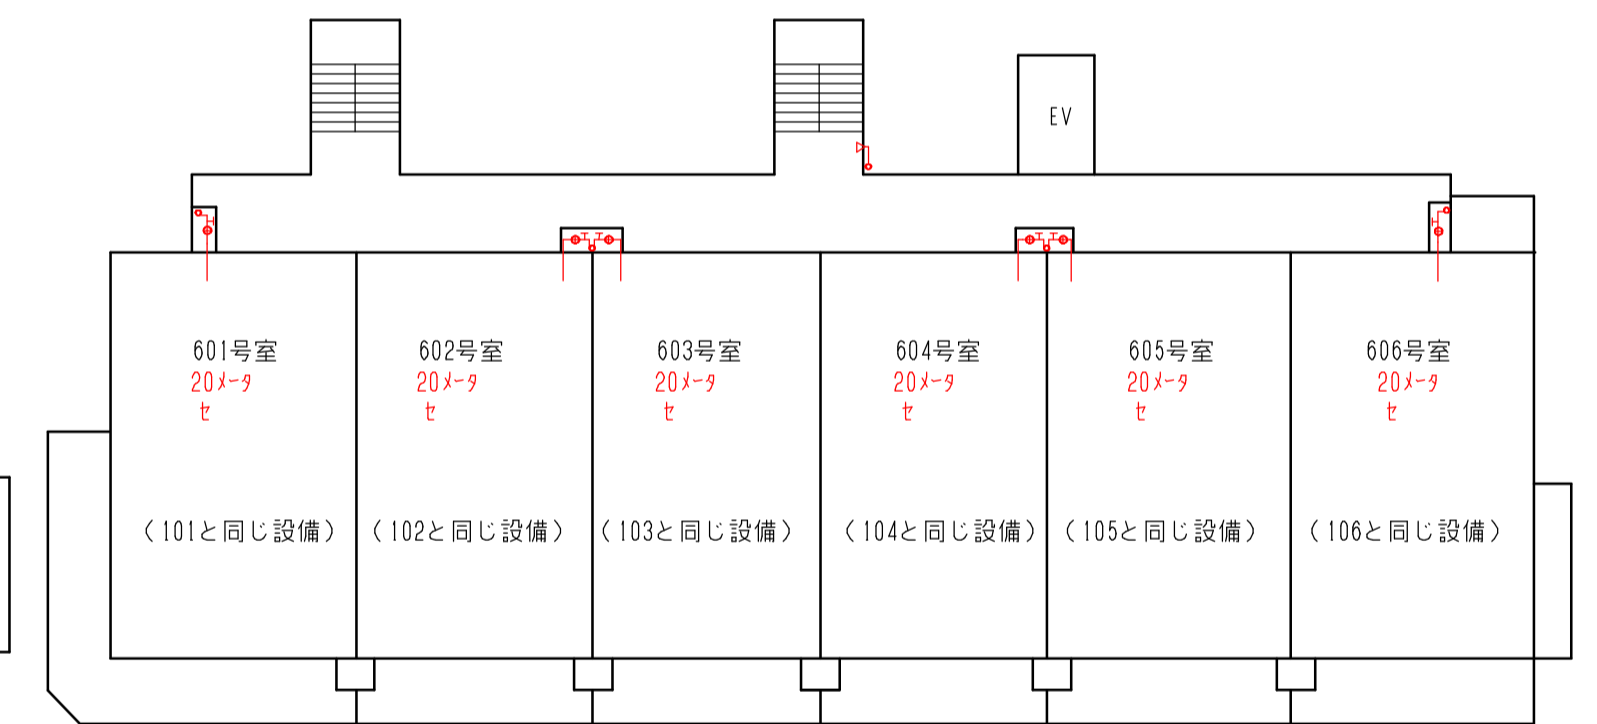 EV
601号室
20メータ
セ
(101と同じ設備)
602号室
20メータ
セ
(102と同じ設備)
603号室
20メータ
セ
(103と同じ設備)
604号室
20メータ
セ
(104と同じ設備)
605号室
20メータ
セ
(105と同じ設備)
606号室
20メータ
セ
(106と同じ設備)